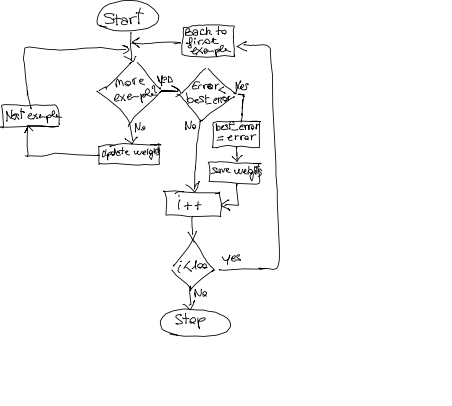 Start
Back to
first
example
more
example?
Yes
Error<
best error
Yes
Next example
No
update weights
No
best_error
= error
save weights
i++
i<100
yes
No
Stop